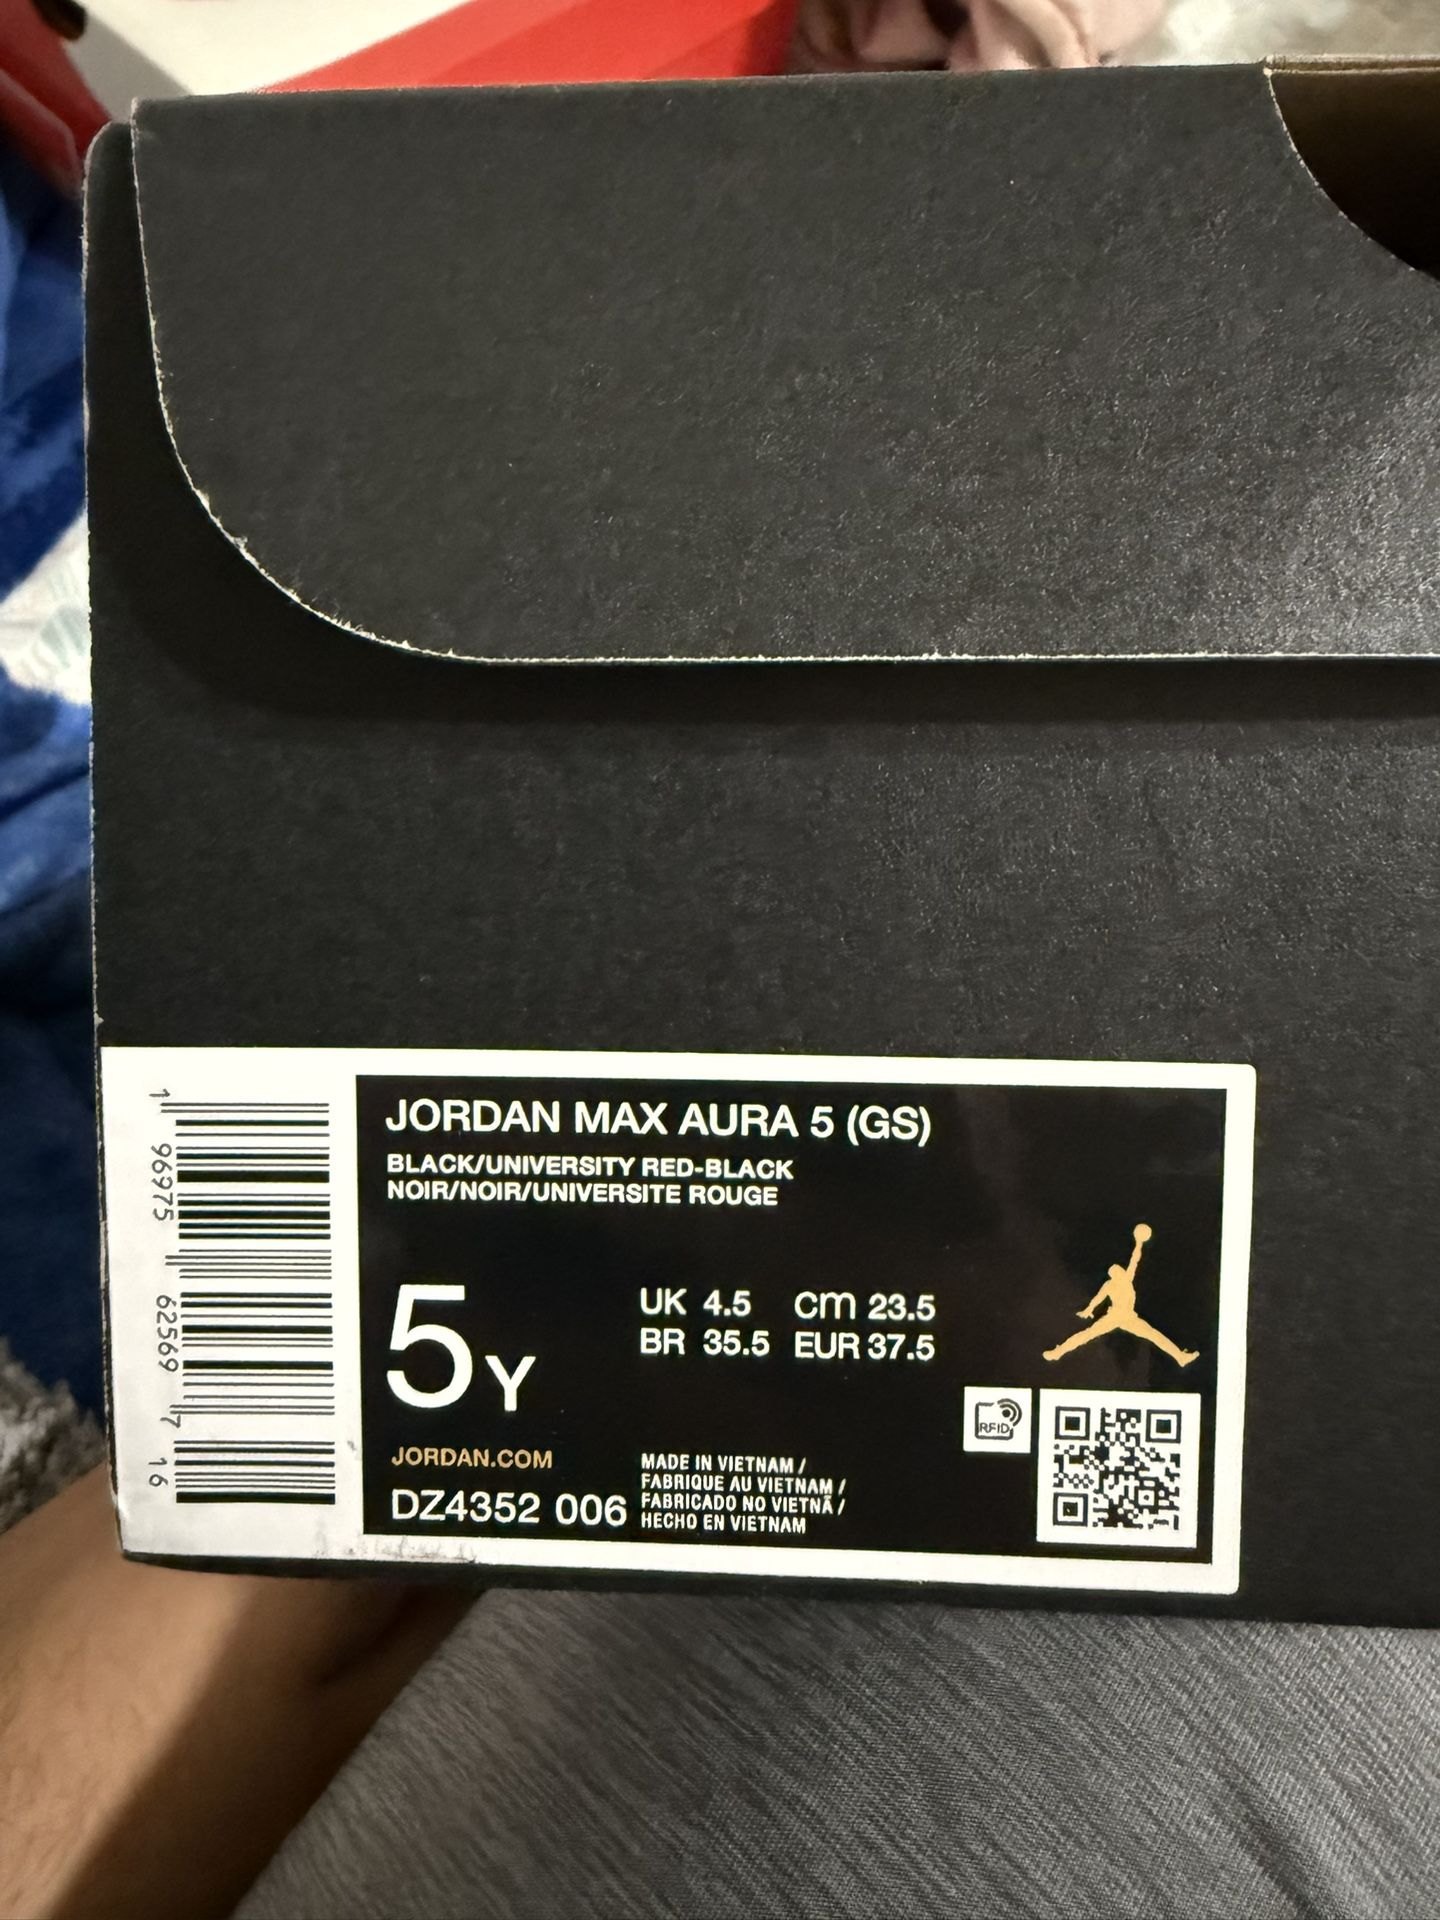 JORDAN MAX AURA 5 (GS)
BLACK/UNIVERSITY RED-BLACK
NOIR/NOIR/UNIVERSITE ROUGE
5Y
UK 4.5 cm 23.5
BR 35.5 EUR 37.5
RFID
JORDAN.COM
DZ4352 006
MADE IN VIETNAM /
FABRIQUE AU VIETNAM /
FABRICADO NO VIETNÃ /
HECHO EN VIETNAM
1 96975 62569 7 16